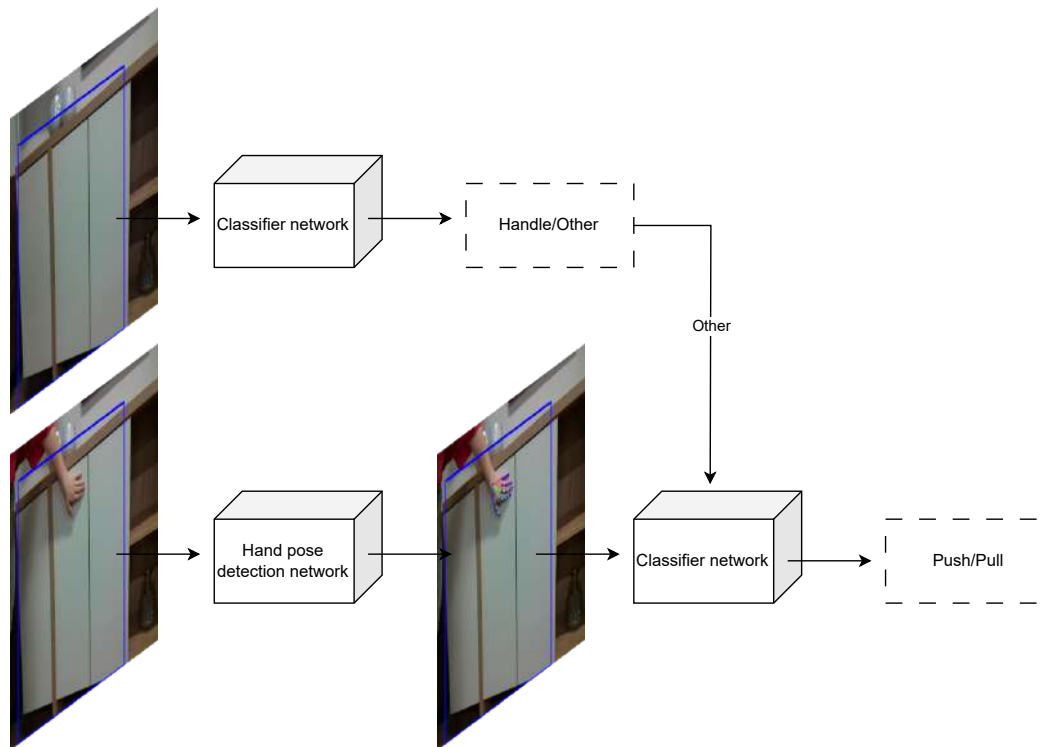 Classifier network
Handle/Other
Other
Hand pose
detection network
Classifier network
Push/Pull